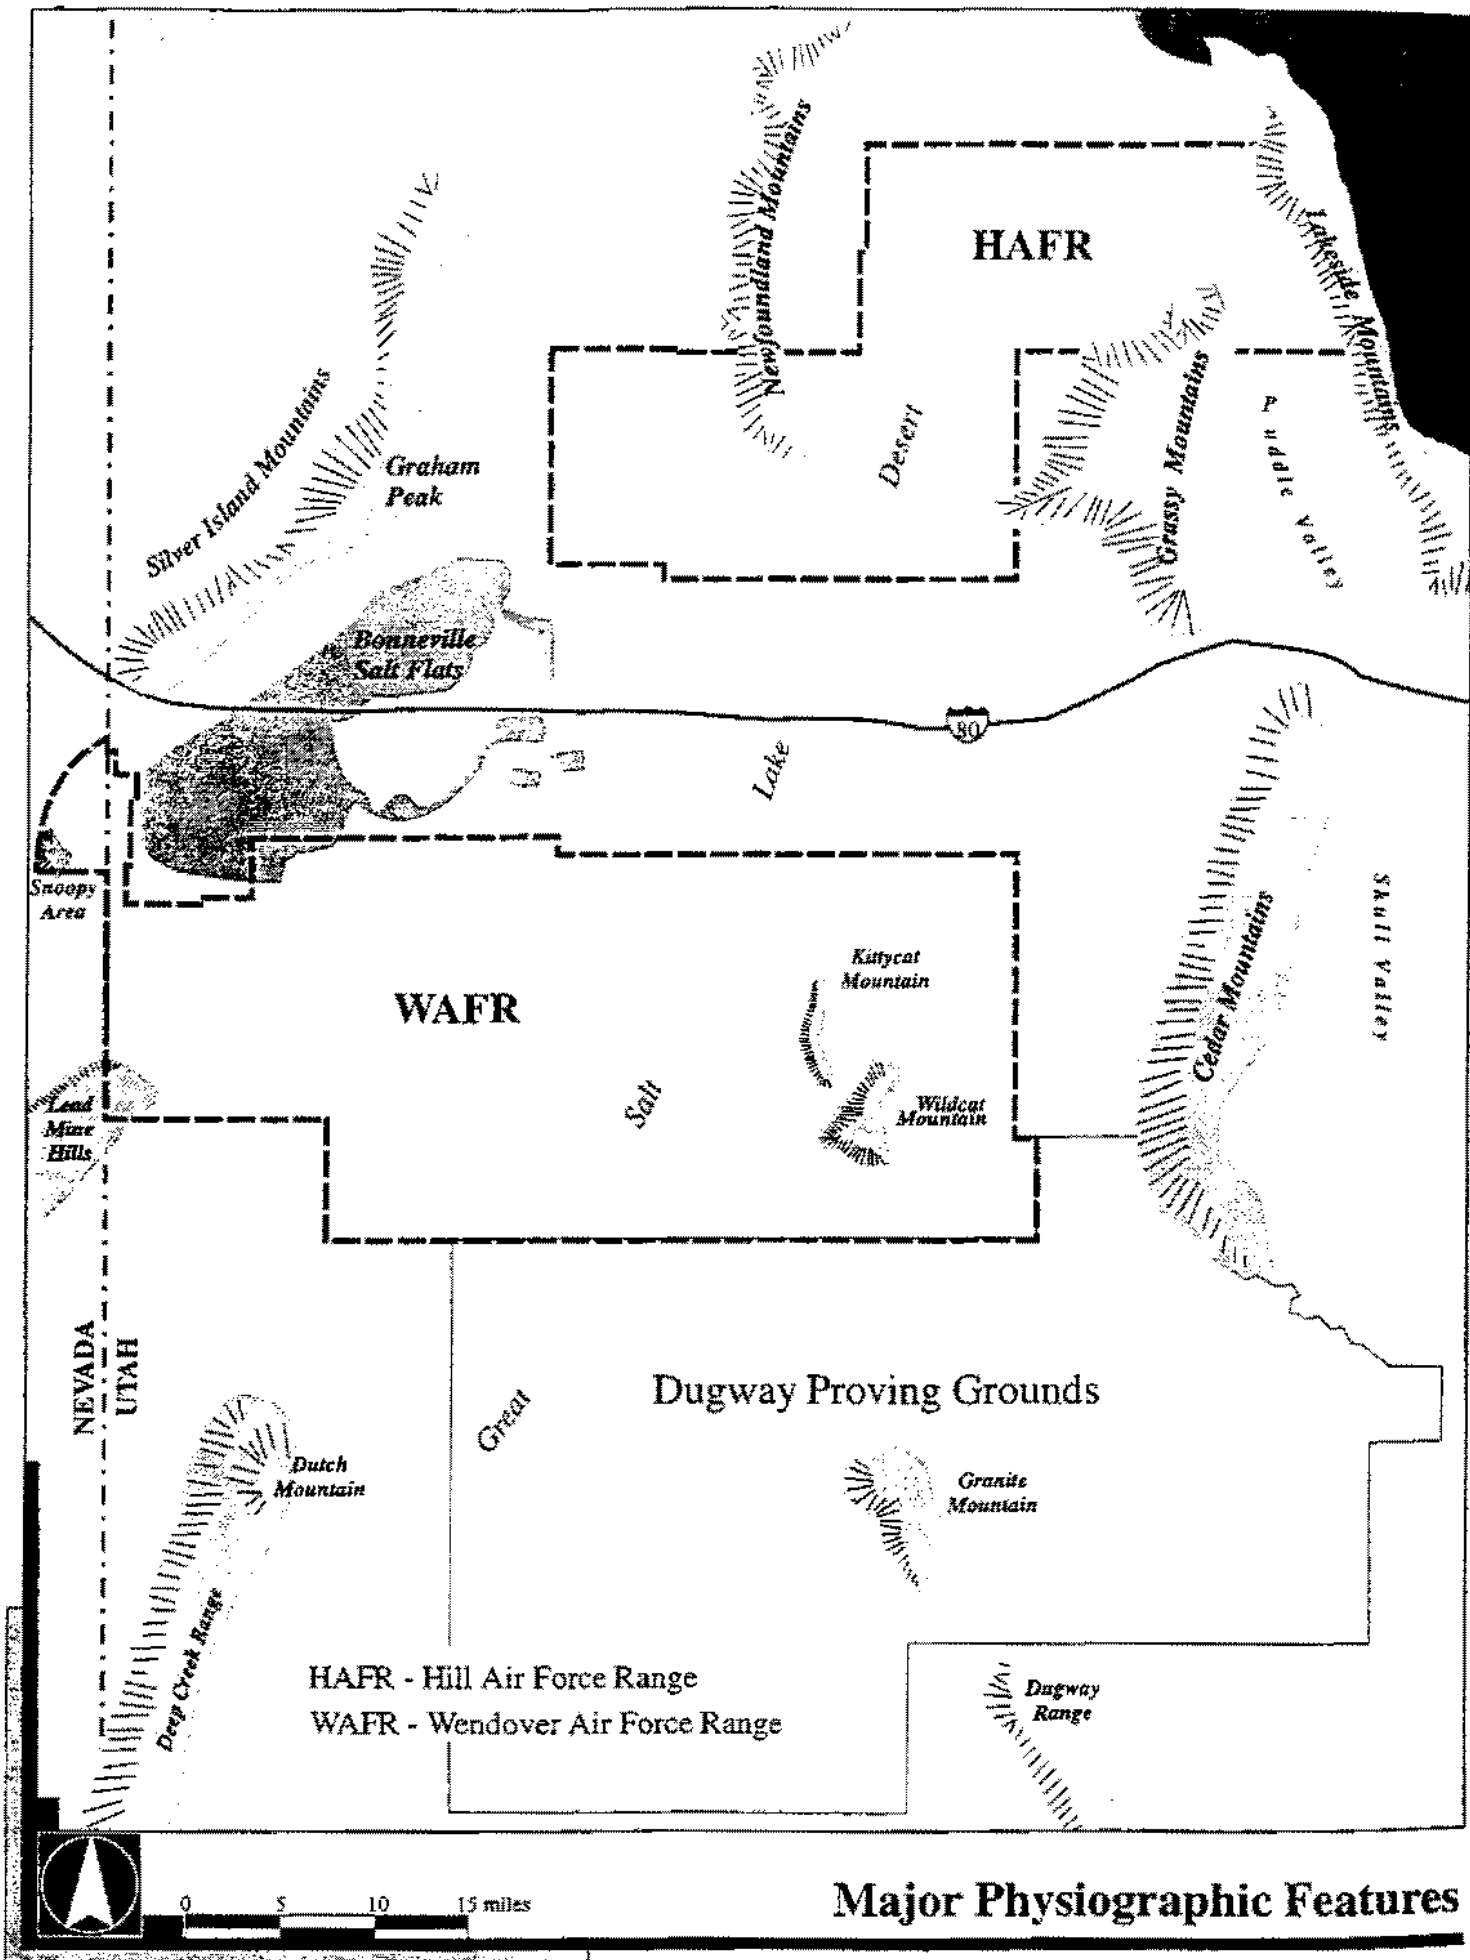 Newfoundland Mountains
HAFR
Lakeside Mountains
Silver Island Mountains
Graham
Peak
Desert
Grassy Mountains
Puddle Valley
Bonneville
Salt Flats
80
Lake
Snoopy
Area
Kittycat
Mountain
Skull Valley
WAFR
Cedar Mountains
Salt
Wildcat
Mountain
Lead
Mine
Hills
NEVADA
UTAH
Great
Dugway Proving Grounds
Dutch
Mountain
Granite
Mountain
Deep Creek Range
HAFR - Hill Air Force Range
WAFR - Wendover Air Force Range
Dugway
Range
0 5 10 15 miles
Major Physiographic Features